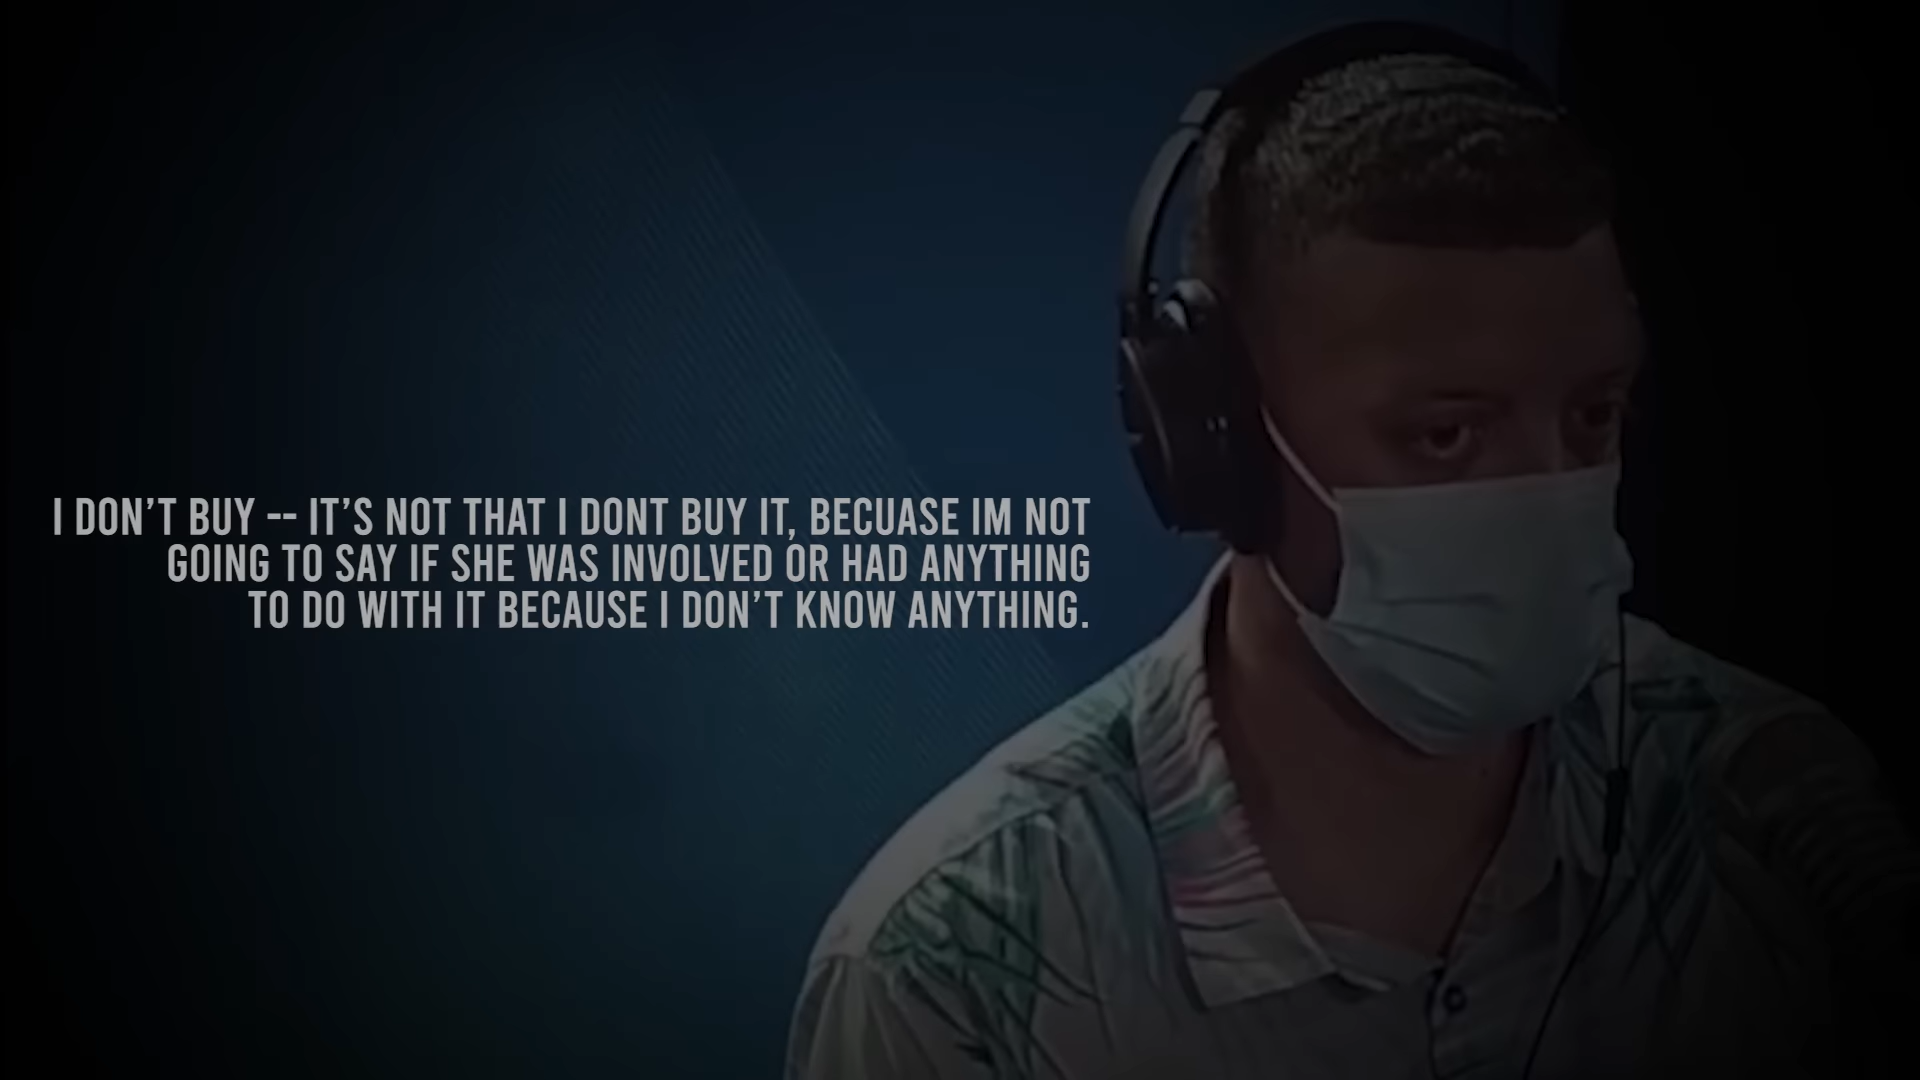 I DON’T BUY -- IT’S NOT THAT I DONT BUY IT, BECUASE IM NOT
GOING TO SAY IF SHE WAS INVOLVED OR HAD ANYTHING
TO DO WITH IT BECAUSE I DON’T KNOW ANYTHING.